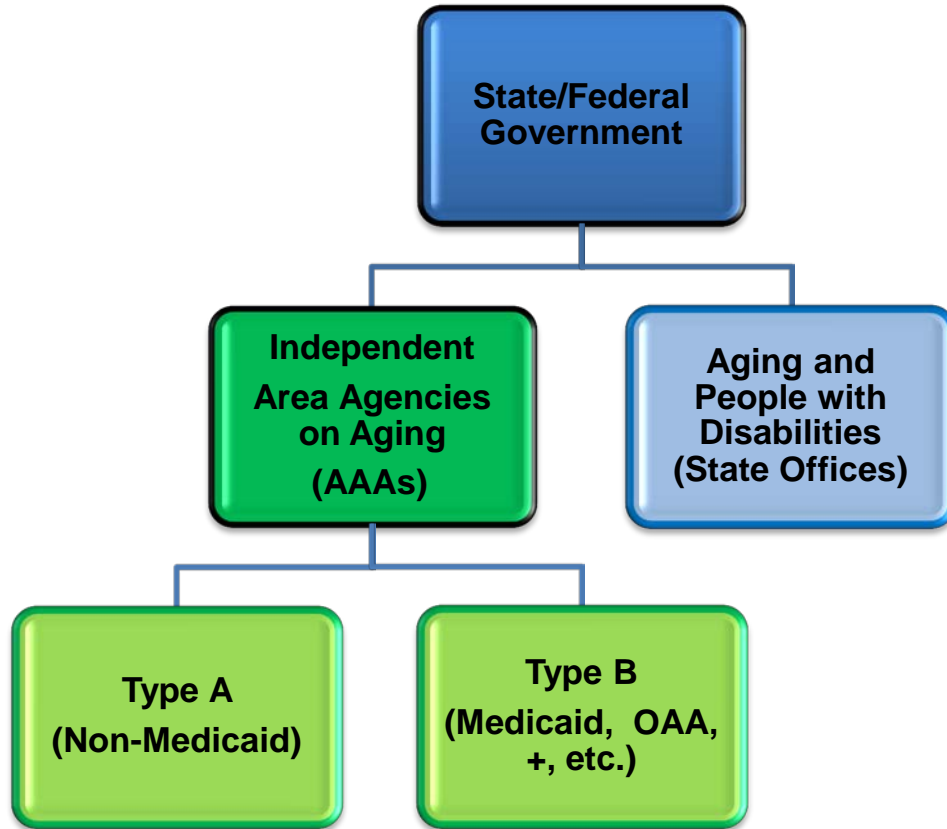 State/Federal
Government
Independent
Area Agencies
on Aging
(AAAs)
Aging and
People with
Disabilities
(State Offices)
Type A
(Non-Medicaid)
Type B
(Medicaid, OAA,
+, etc.)